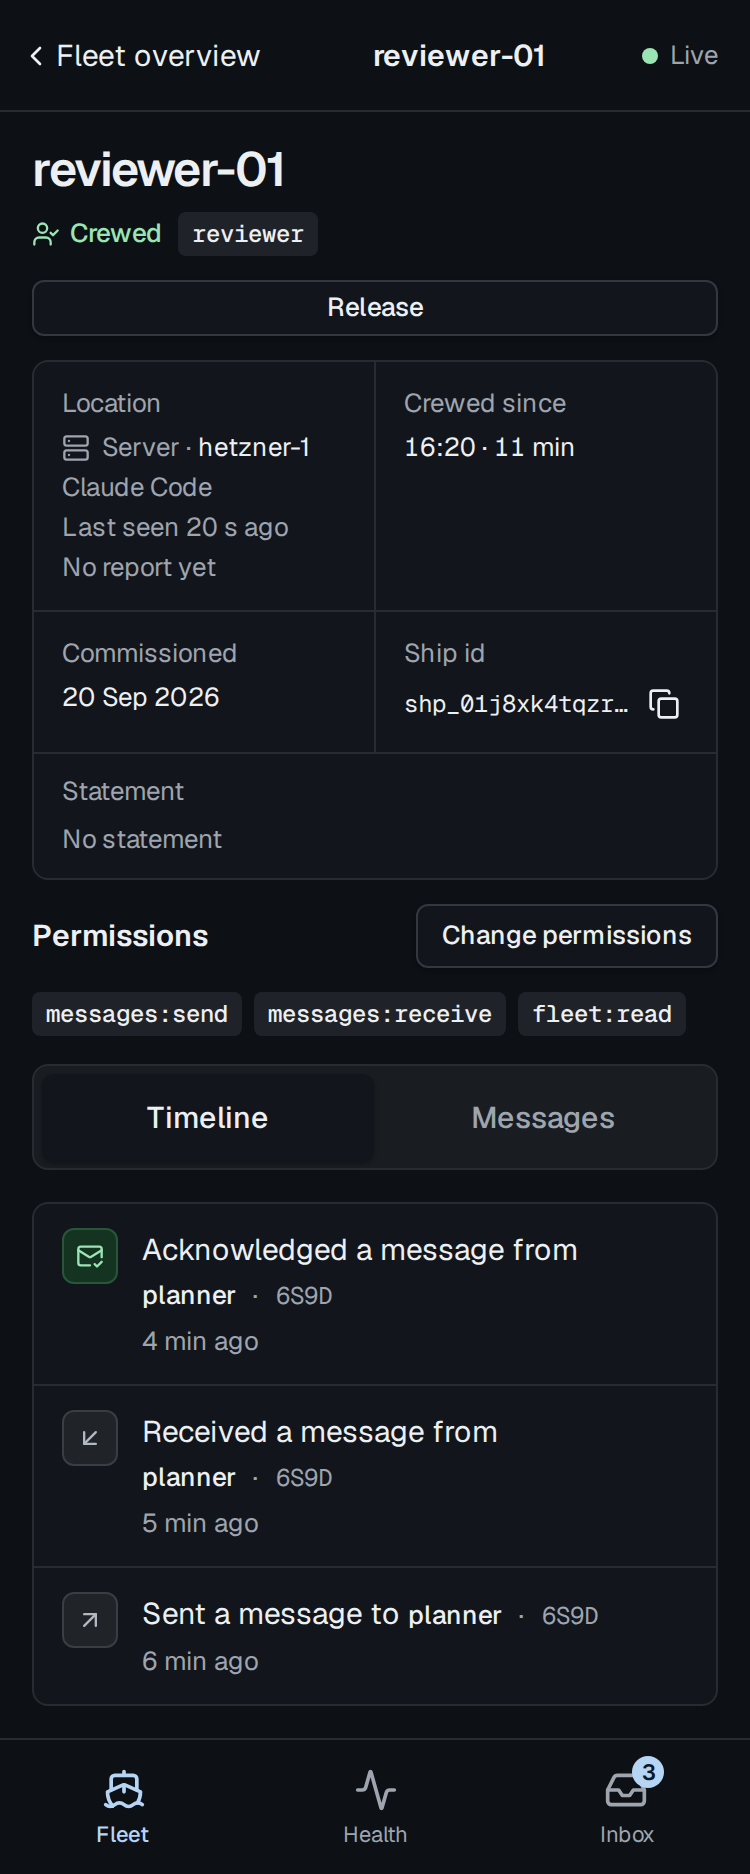 Fleet overview
reviewer-01
Live
reviewer-01
Crewed
reviewer
Release
Location
Server · hetzner-1
Claude Code
Last seen 20 s ago
No report yet
Crewed since
16:20 · 11 min
Commissioned
20 Sep 2026
Ship id
shp_01j8xk4tqzr…
Statement
No statement
Permissions
Change permissions
messages:send
messages:receive
fleet:read
Timeline
Messages
Acknowledged a message from
planner · 6S9D
4 min ago
Received a message from
planner · 6S9D
5 min ago
Sent a message to planner · 6S9D
6 min ago
Fleet
Health
3
Inbox